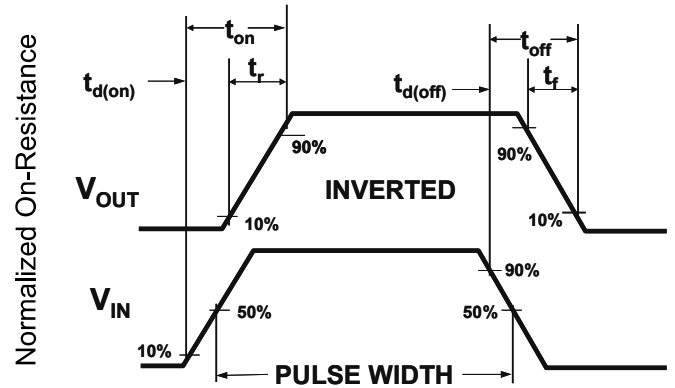 Normalized On-Resistance
ton toff
td(on) tr td(off) tf
90% 90%
VOUT INVERTED
10% 10%
90%
VIN 50% 50%
10%
PULSE WIDTH